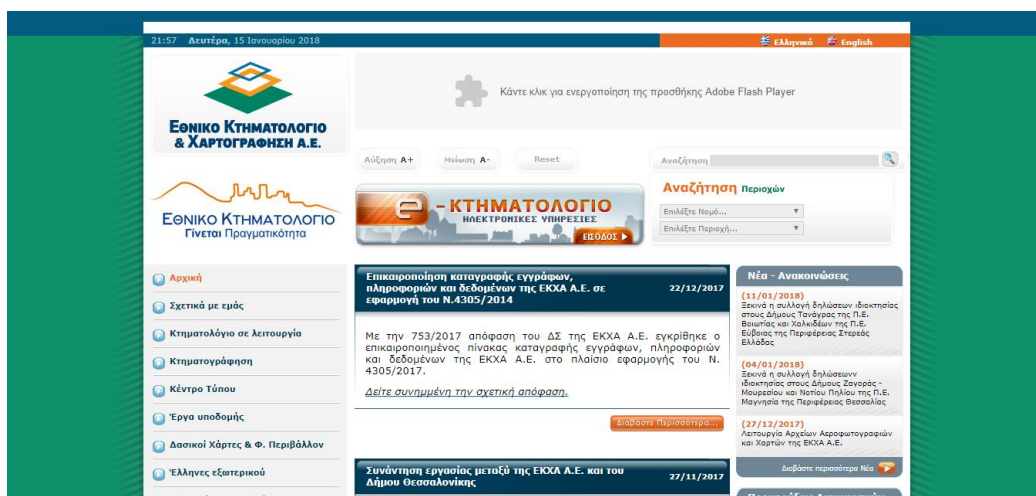 21:57 Δευτέρα, 15 Ιανουαρίου 2018
Ελληνικά English
Εθνικο Κτηματολογιο
& Χαρτογραφηση Α.Ε.
Κάντε κλικ για ενεργοποίηση της προσθήκης Adobe Flash Player
Αύξηση A+ Μείωση A- Reset
Αναζήτηση
Εθνικο Κτηματολογιο
Γίνεται Πραγματικότητα
e - ΚΤΗΜΑΤΟΛΟΓΙΟ
ΗΛΕΚΤΡΟΝΙΚΕΣ ΥΠΗΡΕΣΙΕΣ
ΕΙΣΟΔΟΣ
Αναζήτηση Περιοχών
Επιλέξτε Νομό...
Επιλέξτε Περιοχή...
Αρχική
Σχετικά με εμάς
Κτηματολόγιο σε λειτουργία
Κτηματογράφηση
Κέντρο Τύπου
Έργα υποδομής
Δασικοί Χάρτες & Φ. Περιβάλλον
Έλληνες εξωτερικού
Επικαιροποίηση καταγραφής εγγράφων,
πληροφοριών και δεδομένων της ΕΚΧΑ Α.Ε. σε
εφαρμογή του Ν.4305/2014
22/12/2017
Με την 753/2017 απόφαση του ΔΣ της ΕΚΧΑ Α.Ε. εγκρίθηκε ο
επικαιροποιημένος πίνακας καταγραφής εγγράφων, πληροφοριών
και δεδομένων της ΕΚΧΑ Α.Ε. στο πλαίσιο εφαρμογής του Ν.
4305/2017.
Δείτε συνημμένη την σχετική απόφαση.
Διαβάστε Περισσότερα...
Συνάντηση εργασίας μεταξύ της ΕΚΧΑ Α.Ε. και του
Δήμου Θεσσαλονίκης
27/11/2017
Νέα - Ανακοινώσεις
(11/01/2018)
Ξεκινά η συλλογή δηλώσεων ιδιοκτησίας
στους Δήμους Τανάγρας της Π.Ε.
Βοιωτίας και Χαλκιδέων της Π.Ε.
Εύβοιας της Περιφέρειας Στερεάς
Ελλάδας
(04/01/2018)
Ξεκινά η συλλογή δηλώσεωνν
ιδιοκτησίας στους Δήμους Ζαγοράς -
Μουρεσίου και Νοτίου Πηλίου της Π.Ε.
Μαγνησία της Περιφέρειας Θεσσαλίας
(27/12/2017)
Λειτουργία Αρχείων Αεροφωτογραφιών
και Χαρτών της ΕΚΧΑ Α.Ε.
Διαβάστε περισσότερα Νέα